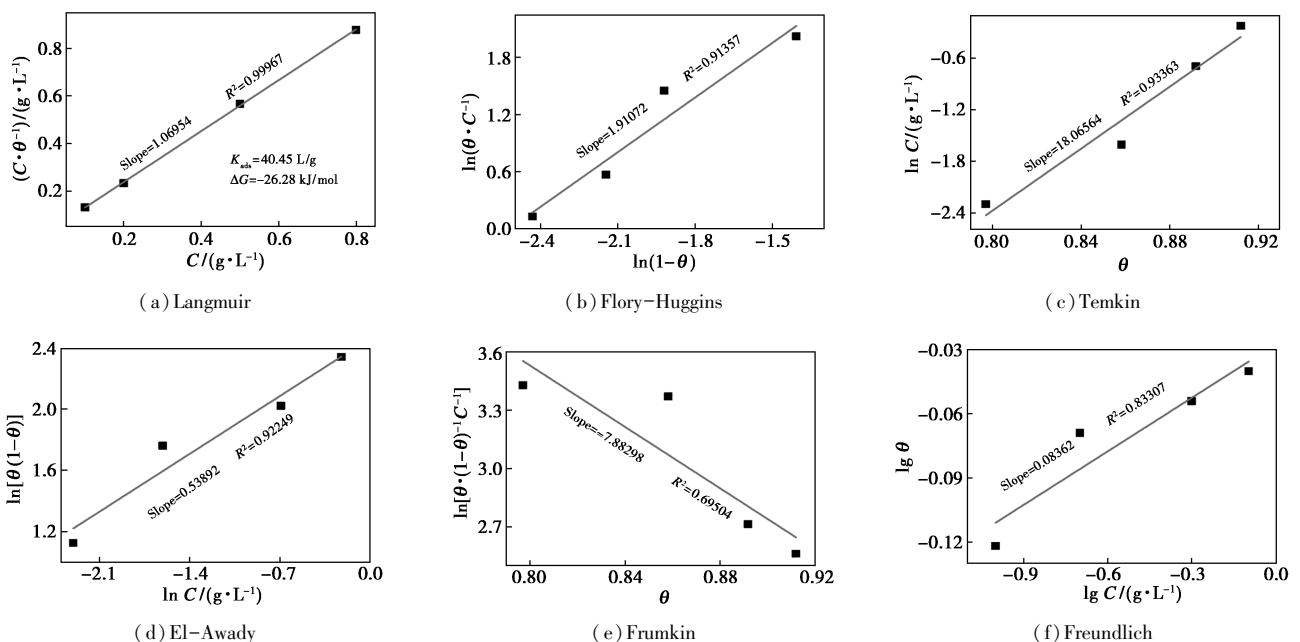 (C·θ⁻¹)/(g·L⁻¹)
0.8
0.6
0.4
0.2
Slope=1.06954
R²=0.99967
K_ads=40.45 L/g
ΔG=−26.28 kJ/mol
0.2 0.4 0.6 0.8
C/(g·L⁻¹)
(a) Langmuir
ln(θ·C⁻¹)
1.8
1.2
0.6
0.0
Slope=1.91072
R²=0.91357
−2.4 −2.1 −1.8 −1.5
ln(1−θ)
(b) Flory-Huggins
ln C/(g·L⁻¹)
−0.6
−1.2
−1.8
−2.4
Slope=18.06564
R²=0.93363
0.80 0.84 0.88 0.92
θ
(c) Temkin
ln[θ(1−θ)]
2.4
2.0
1.6
1.2
Slope=0.53892
R²=0.92249
−2.1 −1.4 −0.7 0.0
ln C/(g·L⁻¹)
(d) El-Awady
ln[θ·(1−θ)⁻¹C⁻¹]
3.6
3.3
3.0
2.7
Slope=−7.88298
R²=0.69504
0.80 0.84 0.88 0.92
θ
(e) Frumkin
lg θ
−0.03
−0.06
−0.09
−0.12
Slope=0.08362
R²=0.83307
−0.9 −0.6 −0.3 0.0
lg C/(g·L⁻¹)
(f) Freundlich